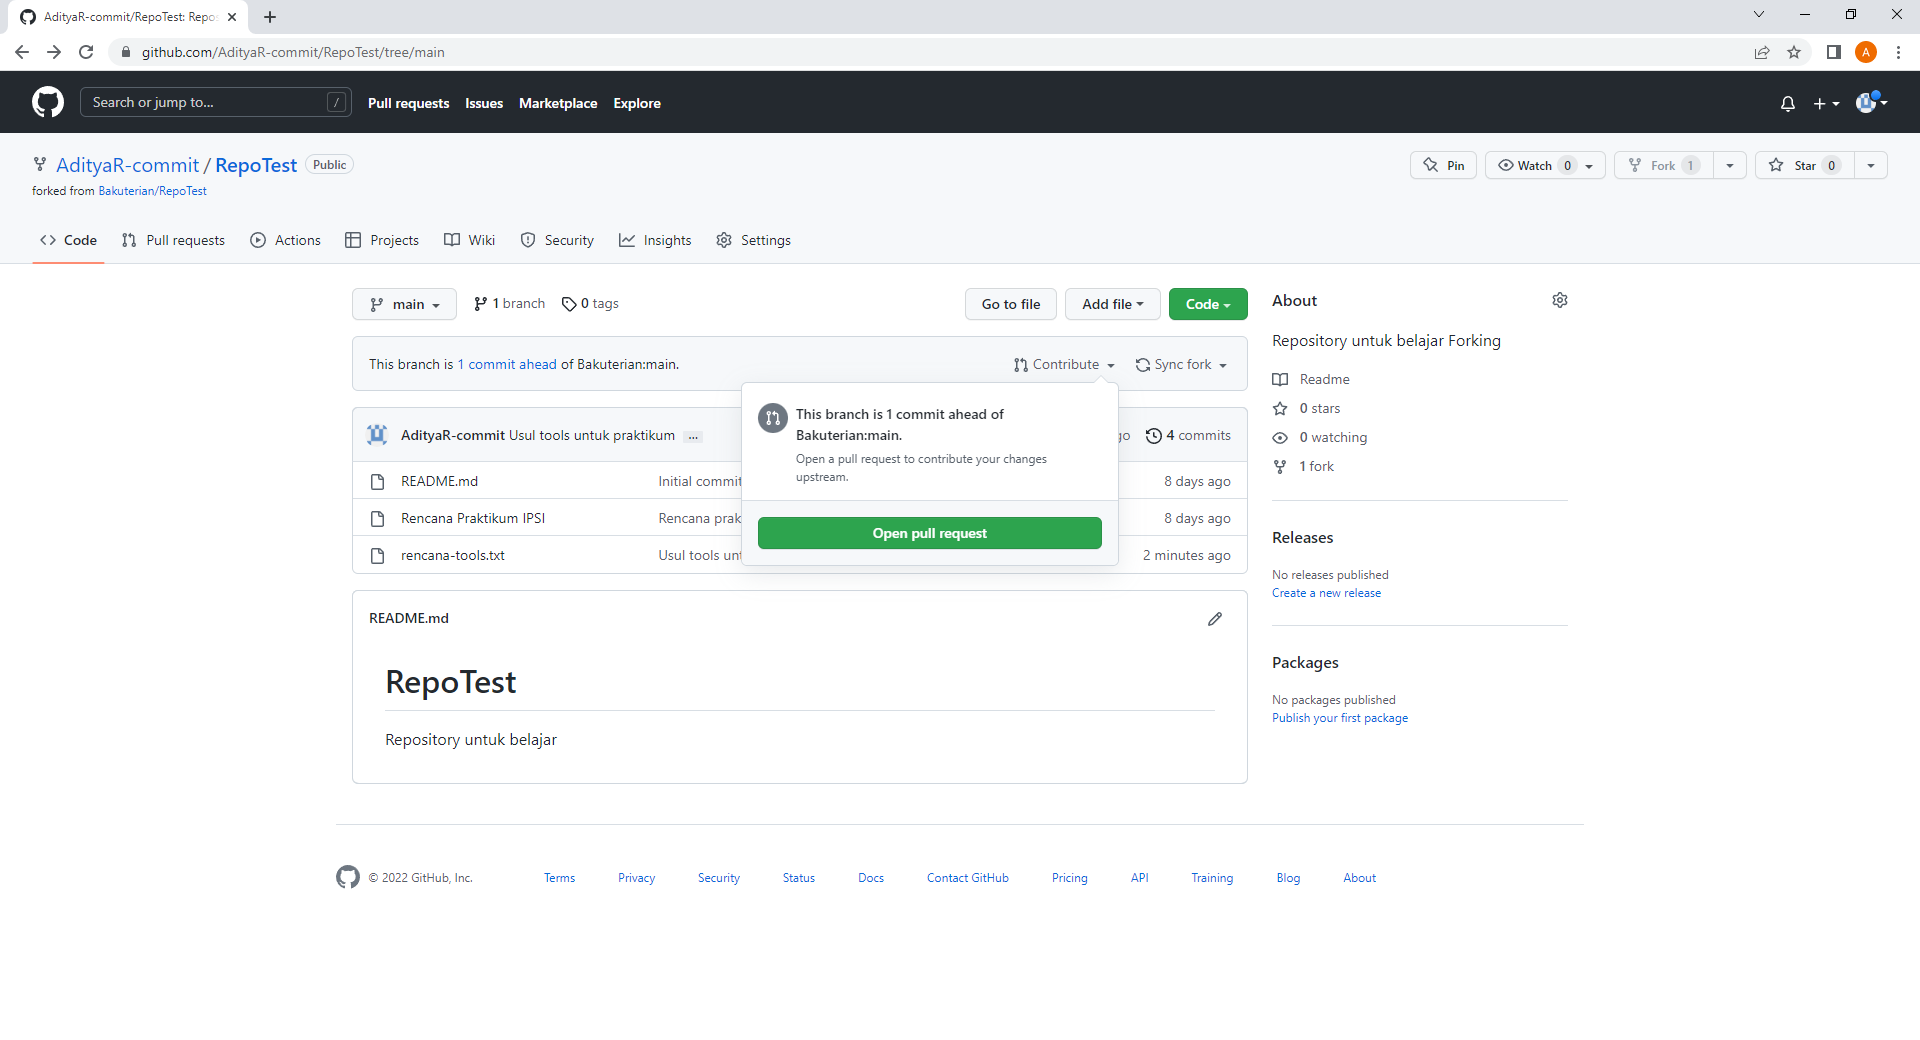 AdityaR-commit/RepoTest: Repos
github.com/AdityaR-commit/RepoTest/tree/main
A
Search or jump to... /
Pull requests Issues Marketplace Explore
AdityaR-commit / RepoTest Public
Pin Watch 0 Fork 1 Star 0
forked from Bakuterian/RepoTest
Code Pull requests Actions Projects Wiki Security Insights Settings
main 1 branch 0 tags Go to file Add file Code
This branch is 1 commit ahead of Bakuterian:main. Contribute Sync fork
This branch is 1 commit ahead of
Bakuterian:main.
Open a pull request to contribute your changes
upstream.
Open pull request
AdityaR-commit Usul tools untuk praktikum ... go 4 commits
README.md Initial commit 8 days ago
Rencana Praktikum IPSI Rencana prak 8 days ago
rencana-tools.txt Usul tools unt 2 minutes ago
README.md
RepoTest
Repository untuk belajar
About
Repository untuk belajar Forking
Readme
0 stars
0 watching
1 fork
Releases
No releases published
Create a new release
Packages
No packages published
Publish your first package
© 2022 GitHub, Inc. Terms Privacy Security Status Docs Contact GitHub Pricing API Training Blog About